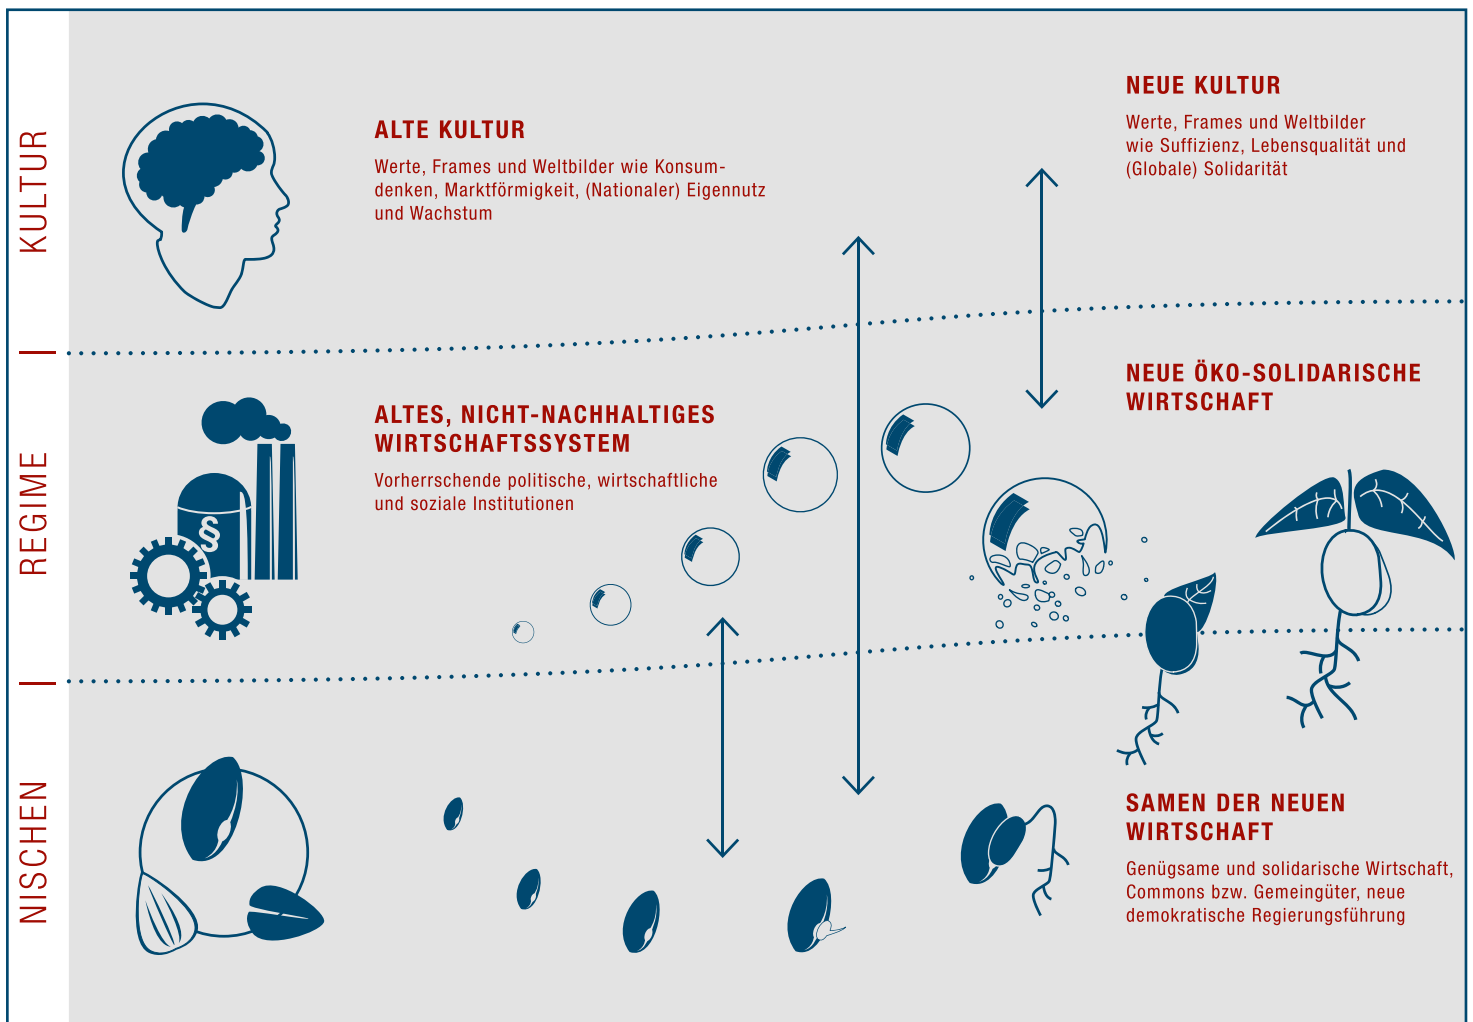 KULTUR
ALTE KULTUR
Werte, Frames und Weltbilder wie Konsum-
denken, Marktförmigkeit, (Nationaler) Eigennutz
und Wachstum
NEUE KULTUR
Werte, Frames und Weltbilder
wie Suffizienz, Lebensqualität und
(Globale) Solidarität
REGIME
§
ALTES, NICHT-NACHHALTIGES
WIRTSCHAFTSSYSTEM
Vorherrschende politische, wirtschaftliche
und soziale Institutionen
NEUE ÖKO-SOLIDARISCHE
WIRTSCHAFT
NISCHEN
SAMEN DER NEUEN
WIRTSCHAFT
Genügsame und solidarische Wirtschaft,
Commons bzw. Gemeingüter, neue
demokratische Regierungsführung